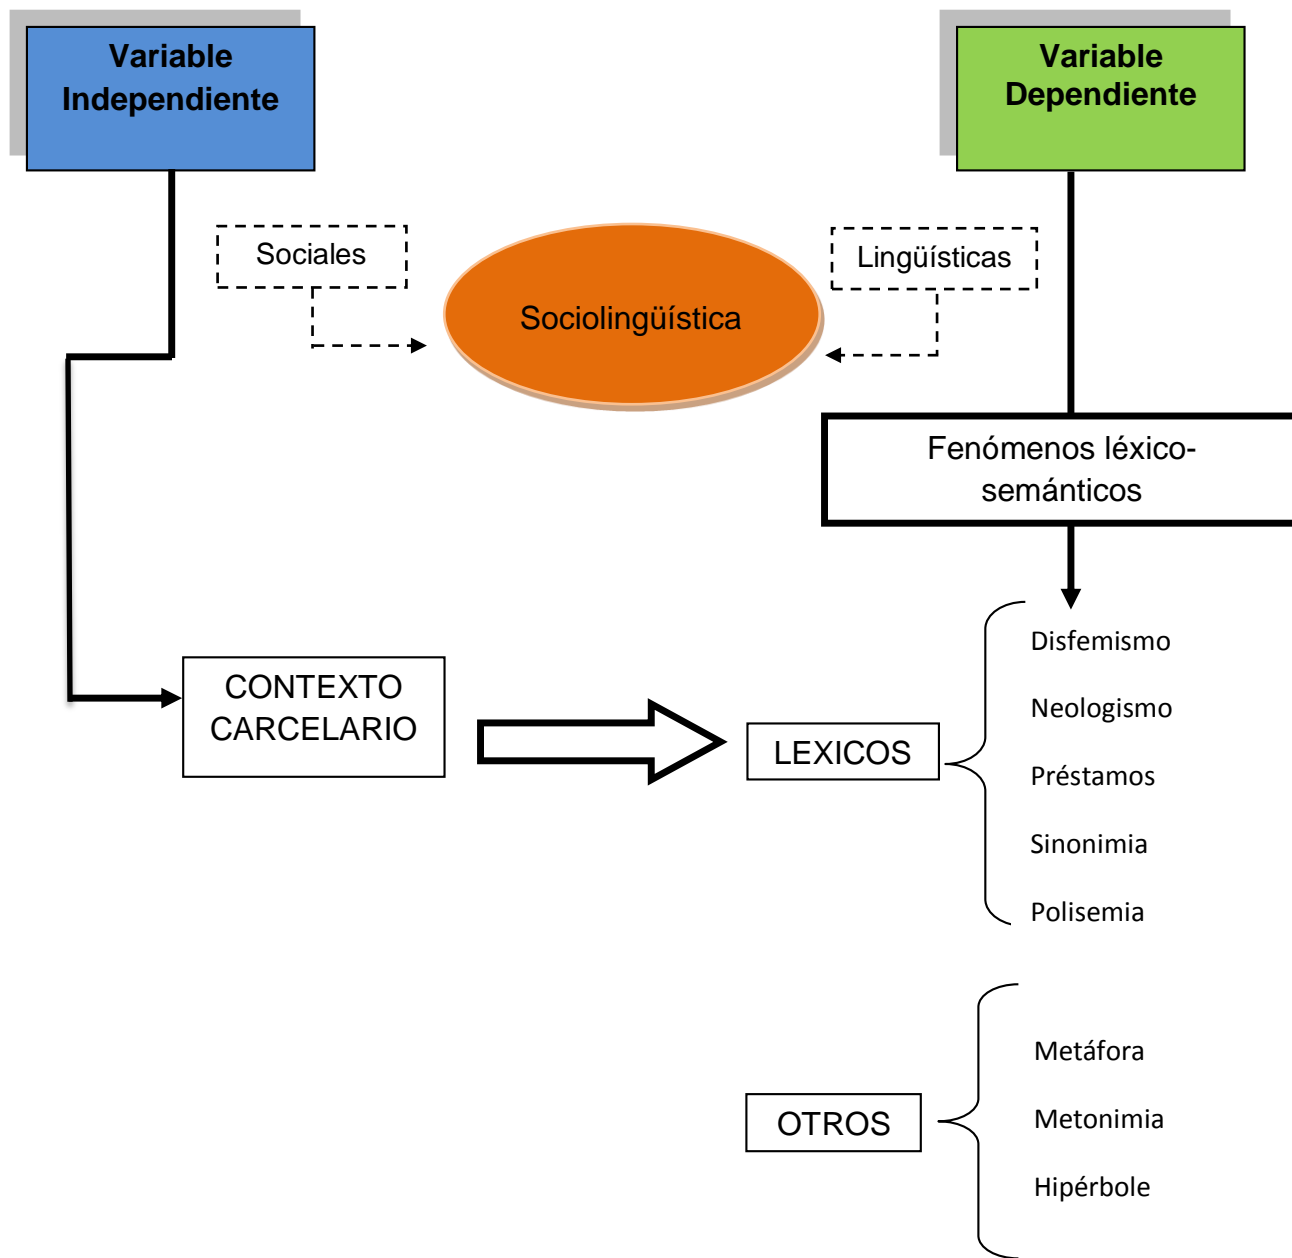 Variable
Independiente
Variable
Dependiente
Sociales
Sociolingüística
Lingüísticas
Fenómenos léxico-
semánticos
CONTEXTO
CARCELARIO
LEXICOS
Disfemismo
Neologismo
Préstamos
Sinonimia
Polisemia
OTROS
Metáfora
Metonimia
Hipérbole